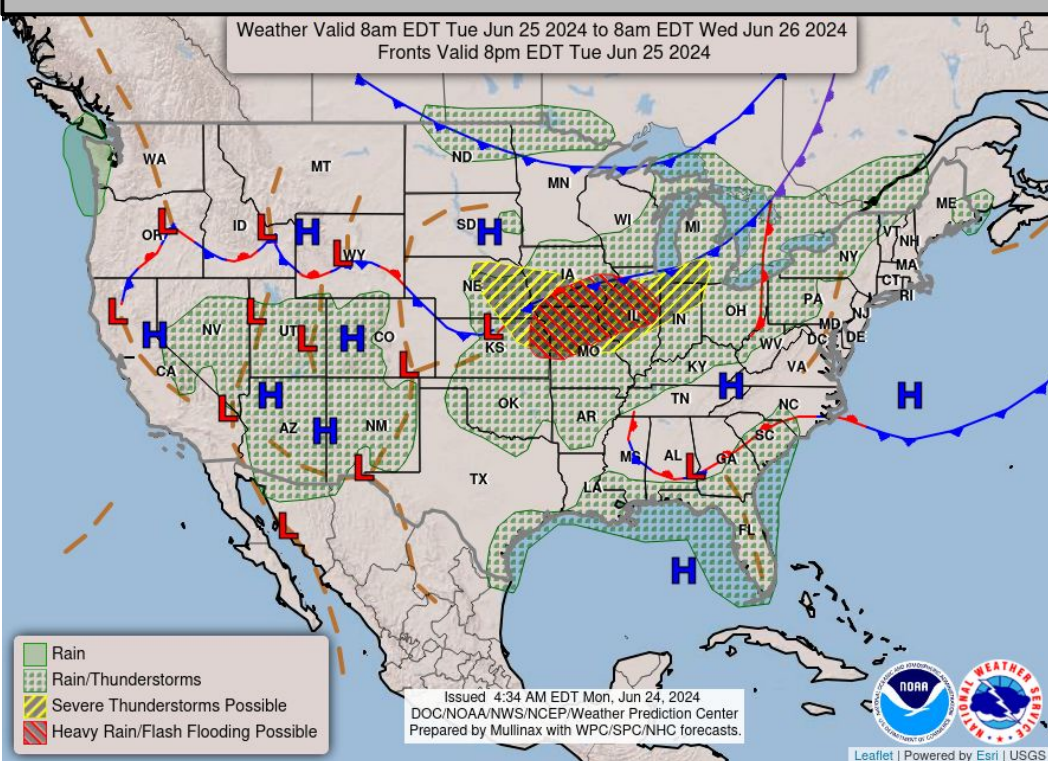 Weather Valid 8am EDT Tue Jun 25 2024 to 8am EDT Wed Jun 26 2024
Fronts Valid 8pm EDT Tue Jun 25 2024
WA
MT
ND
MN
ME
OR
ID
WY
SD
WI
MI
VT
NH
NY
MA
CT
RI
NE
IA
PA
NJ
NV
UT
CO
KS
MO
IL
IN
OH
WV
MD
DC
DE
VA
KY
CA
AZ
NM
OK
AR
TN
NC
SC
TX
LA
MS
AL
GA
FL
L
L
H
L
H
L
H
L
L
H
L
L
H
L
H
H
H
L
L
L
H
Rain
Rain/Thunderstorms
Severe Thunderstorms Possible
Heavy Rain/Flash Flooding Possible
Issued 4:34 AM EDT Mon, Jun 24, 2024
DOC/NOAA/NWS/NCEP/Weather Prediction Center
Prepared by Mullinax with WPC/SPC/NHC forecasts.
NOAA
NATIONAL WEATHER SERVICE
Leaflet | Powered by Esri | USGS